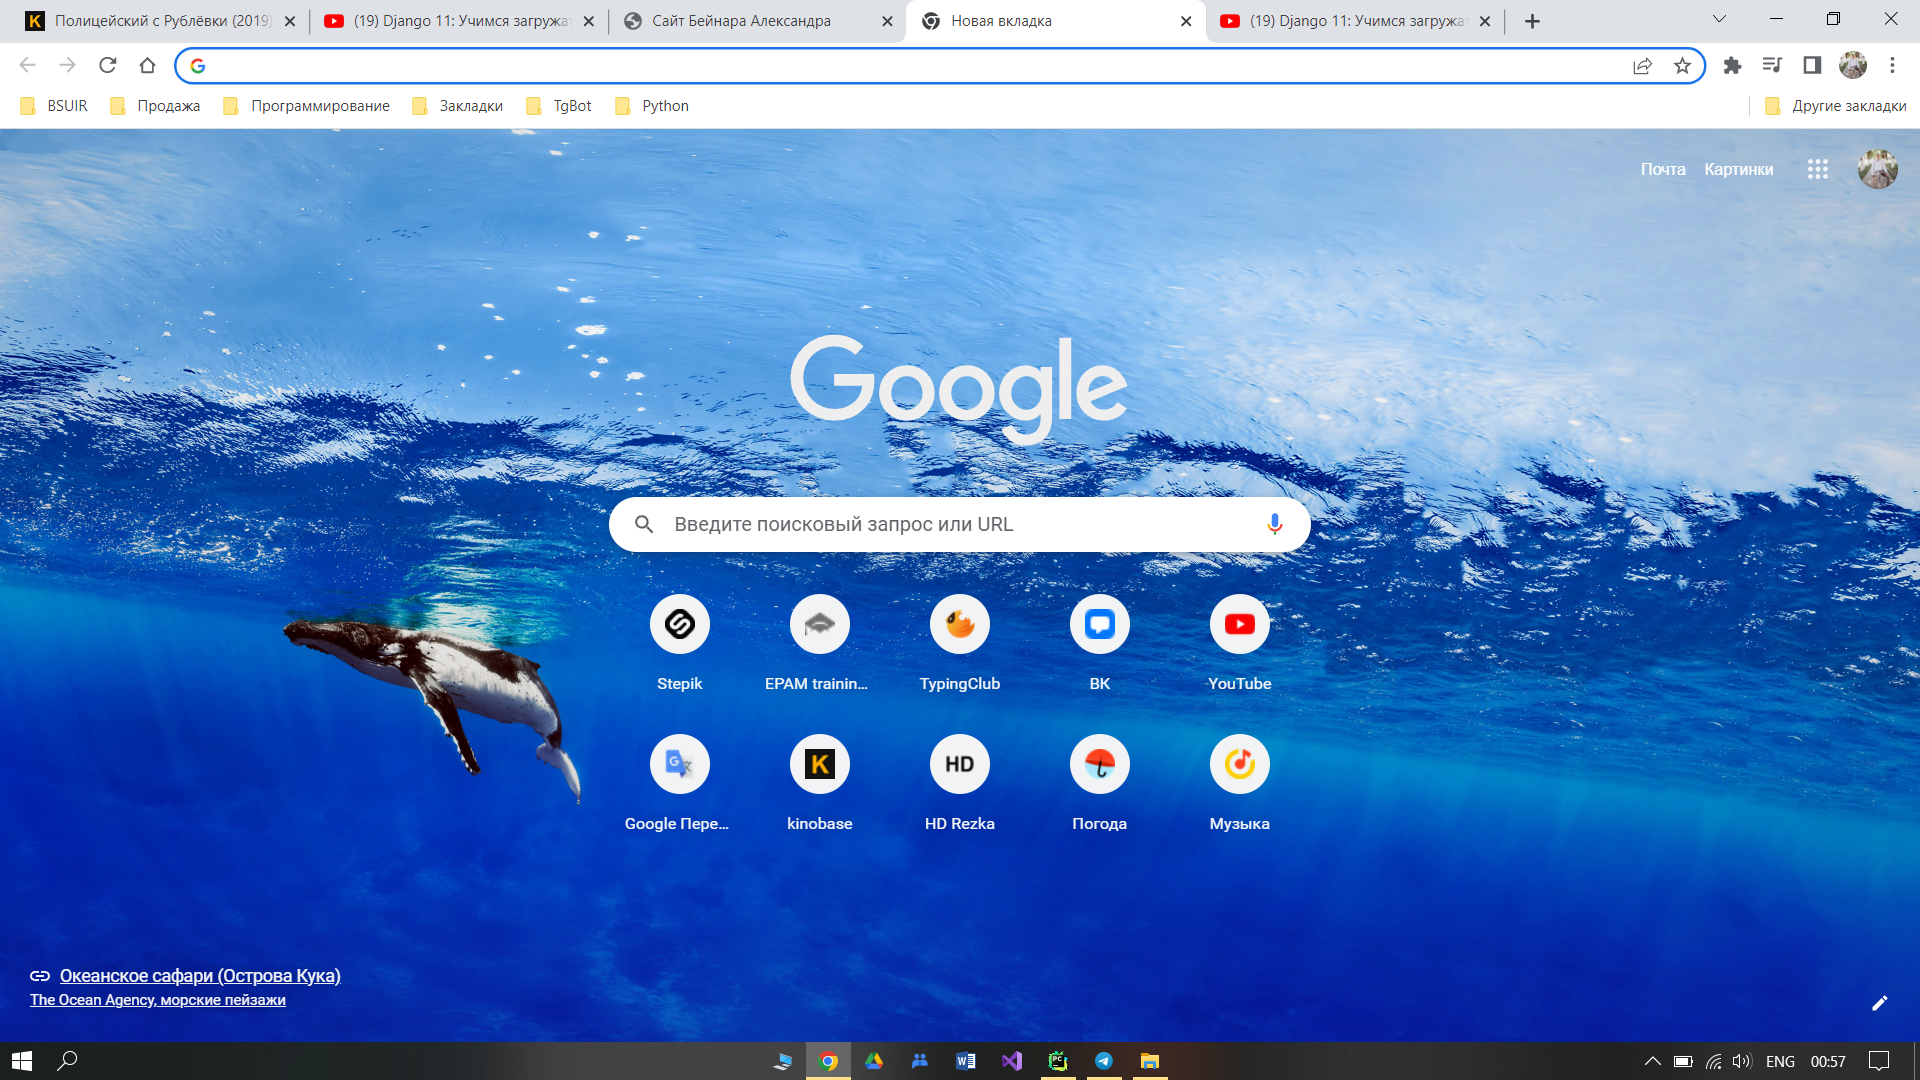 Полицейский с Рублёвки (2019)
(19) Django 11: Учимся загружат
Сайт Бейнара Александра
Новая вкладка
(19) Django 11: Учимся загружат
BSUIR
Продажа
Программирование
Закладки
TgBot
Python
Другие закладки
Почта
Картинки
Google
Введите поисковый запрос или URL
Stepik
EPAM trainin...
TypingClub
ВК
YouTube
HD
Google Пере...
kinobase
HD Rezka
Погода
Музыка
Океанское сафари (Острова Кука)
The Ocean Agency, морские пейзажи
ENG
00:57